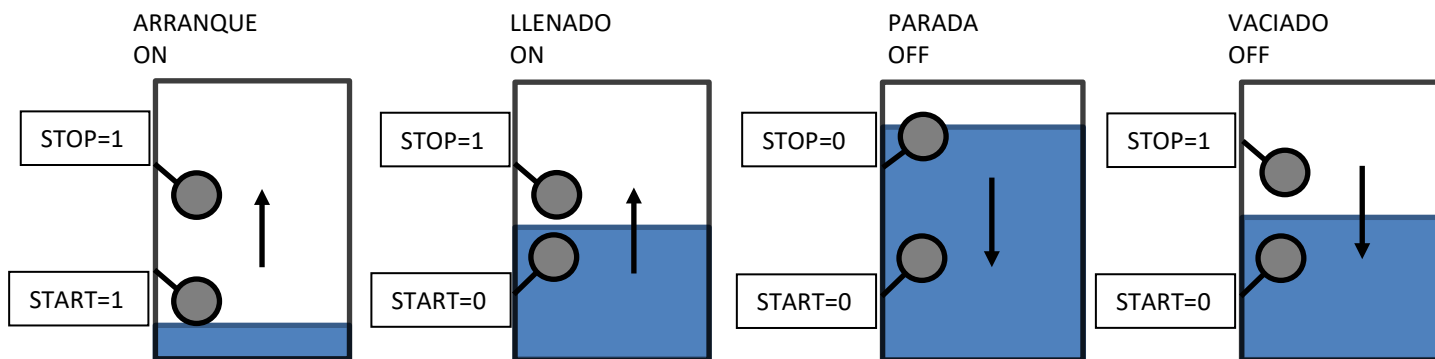 ARRANQUE
ON
STOP=1
START=1
LLENADO
ON
STOP=1
START=0
PARADA
OFF
STOP=0
START=0
VACIADO
OFF
STOP=1
START=0